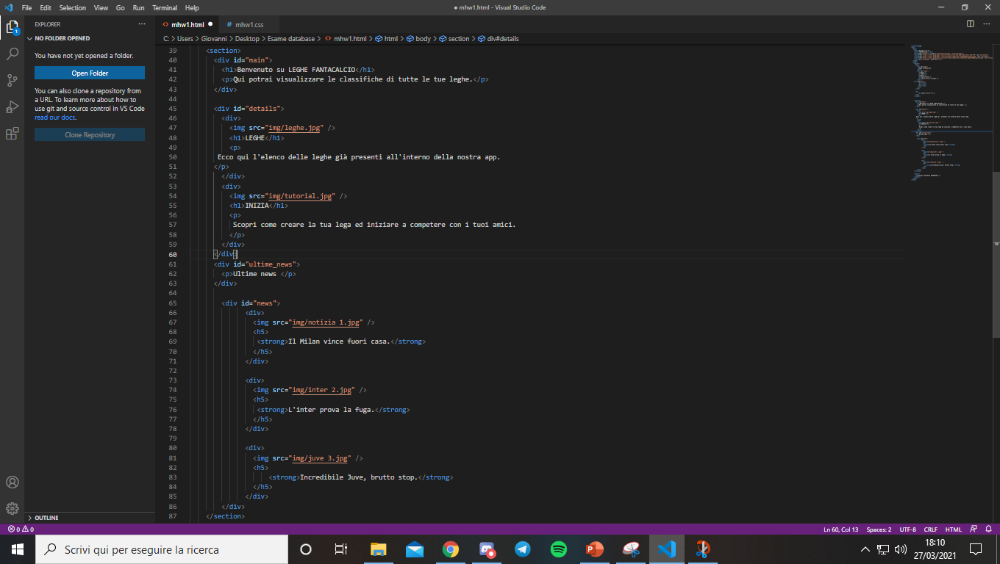 File Edit Selection View Go Run Terminal Help
● mhw1.html - Visual Studio Code
EXPLORER ···
NO FOLDER OPENED
You have not yet opened a folder.
Open Folder
You can also clone a repository from
a URL. To learn more about how to
use git and source control in VS Code
read our docs.
Clone Repository
OUTLINE
<> mhw1.html ●
# mhw1.css
C: > Users > Giovanni > Desktop > Esame database > <> mhw1.html > html > body > section > div#details
39 <section>
40 <div id="main">
41 <h1>Benvenuto su LEGHE FANTACALCIO</h1>
42 <p>Qui potrai visualizzare le classifiche di tutte le tue leghe.</p>
43 </div>
44
45 <div id="details">
46 <div>
47 <img src="img/leghe.jpg" />
48 <h1>LEGHE</h1>
49 <p>
50 Ecco qui l'elenco delle leghe già presenti all'interno della nostra app.
51 </p>
52 </div>
53 <div>
54 <img src="img/tutorial.jpg" />
55 <h1>INIZIA</h1>
56 <p>
57 Scopri come creare la tua lega ed iniziare a competere con i tuoi amici.
58 </p>
59 </div>
60 </div>
61 <div id="ultime_news">
62 <p>Ultime news </p>
63 </div>
64
65 <div id="news">
66 <div>
67 <img src="img/notizia 1.jpg" />
68 <h5>
69 <strong>Il Milan vince fuori casa.</strong>
70 </h5>
71 </div>
72
73 <div>
74 <img src="img/inter 2.jpg" />
75 <h5>
76 <strong>L'inter prova la fuga.</strong>
77 </h5>
78 </div>
79
80 <div>
81 <img src="img/juve 3.jpg" />
82 <h5>
83 <strong>Incredibile Juve, brutto stop.</strong>
84 </h5>
85 </div>
86 </div>
87 </section>
1
0 0
Ln 60, Col 13 Spaces: 2 UTF-8 CRLF HTML
Scrivi qui per eseguire la ricerca
18:10
27/03/2021